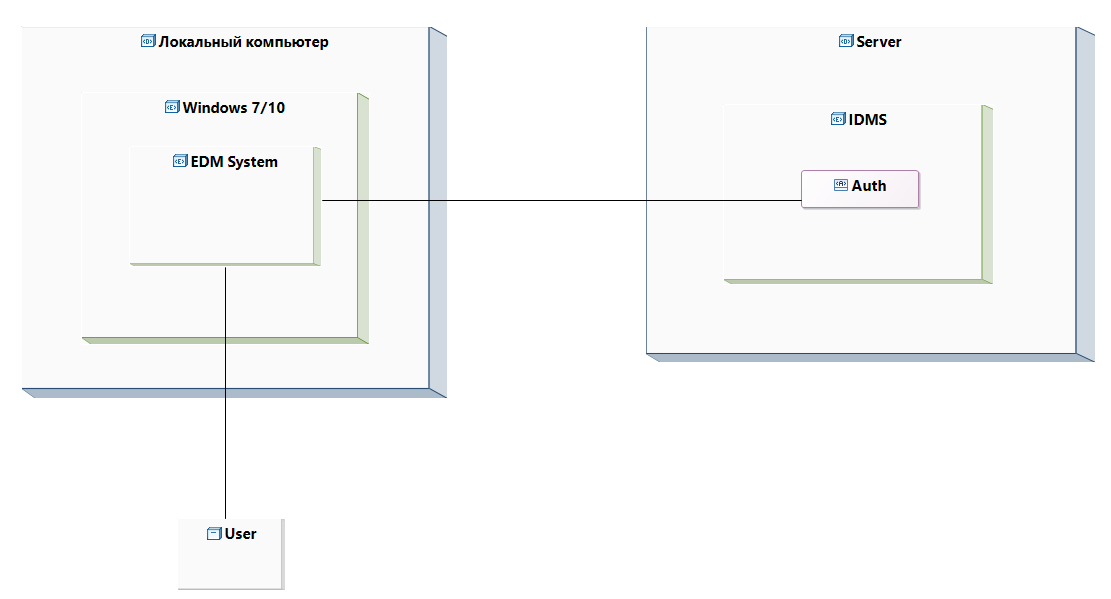 Локальный компьютер
Windows 7/10
EDM System
Server
IDMS
Auth
User